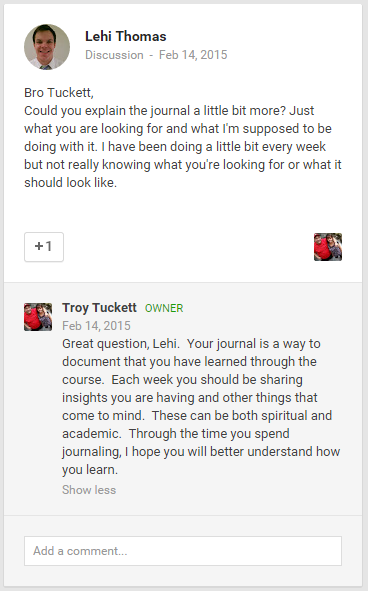 Lehi Thomas
Discussion - Feb 14, 2015
Bro Tuckett,
Could you explain the journal a little bit more? Just
what you are looking for and what I'm supposed to be
doing with it. I have been doing a little bit every week
but not really knowing what you're looking for or what it
should look like.
+1
Troy Tuckett OWNER
Feb 14, 2015
Great question, Lehi. Your journal is a way to
document that you have learned through the
course. Each week you should be sharing
insights you are having and other things that
come to mind. These can be both spiritual and
academic. Through the time you spend
journaling, I hope you will better understand how
you learn.
Show less
Add a comment...